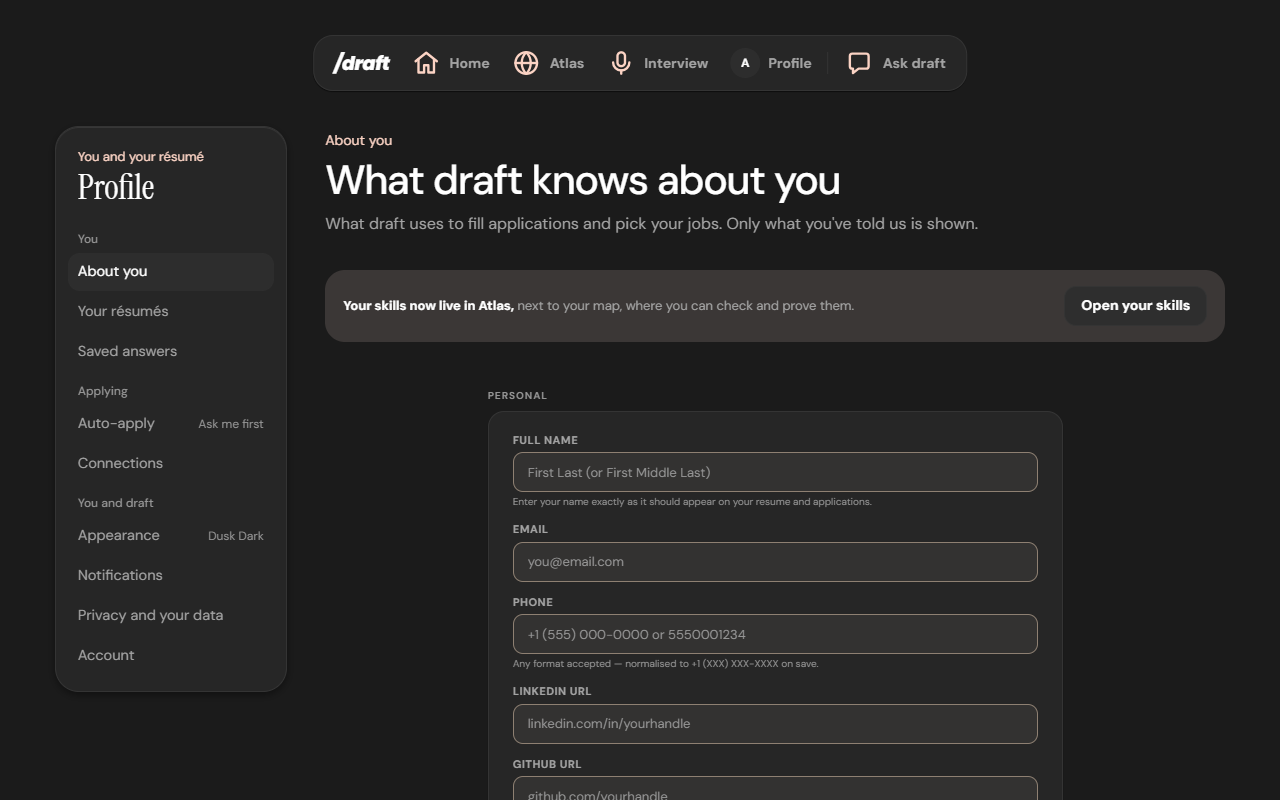 /draft
Home
Atlas
Interview
A
Profile
Ask draft
You and your résumé
Profile
You
About you
Your résumés
Saved answers
Applying
Auto-apply
Ask me first
Connections
You and draft
Appearance
Dusk Dark
Notifications
Privacy and your data
Account
About you
What draft knows about you
What draft uses to fill applications and pick your jobs. Only what you've told us is shown.
Your skills now live in Atlas, next to your map, where you can check and prove them.
Open your skills
PERSONAL
FULL NAME
First Last (or First Middle Last)
Enter your name exactly as it should appear on your resume and applications.
EMAIL
you@email.com
PHONE
+1 (555) 000-0000 or 5550001234
Any format accepted — normalised to +1 (XXX) XXX-XXXX on save.
LINKEDIN URL
linkedin.com/in/yourhandle
GITHUB URL
github.com/yourhandle